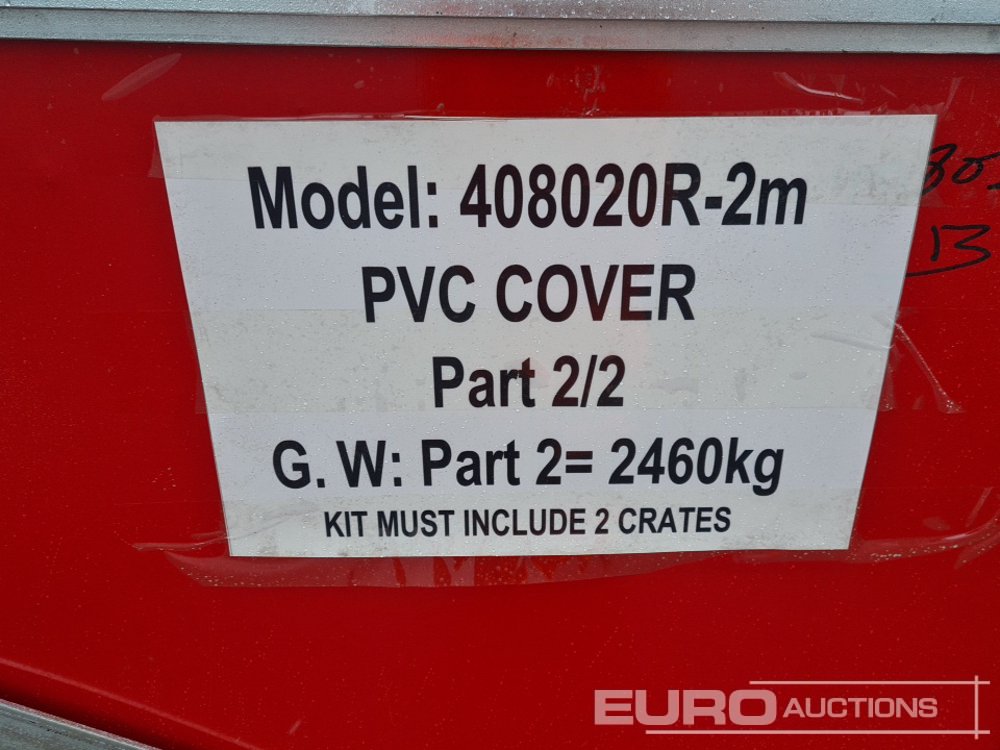 Model: 408020R-2m
PVC COVER
Part 2/2
G. W: Part 2= 2460kg
KIT MUST INCLUDE 2 CRATES
EURO AUCTIONS